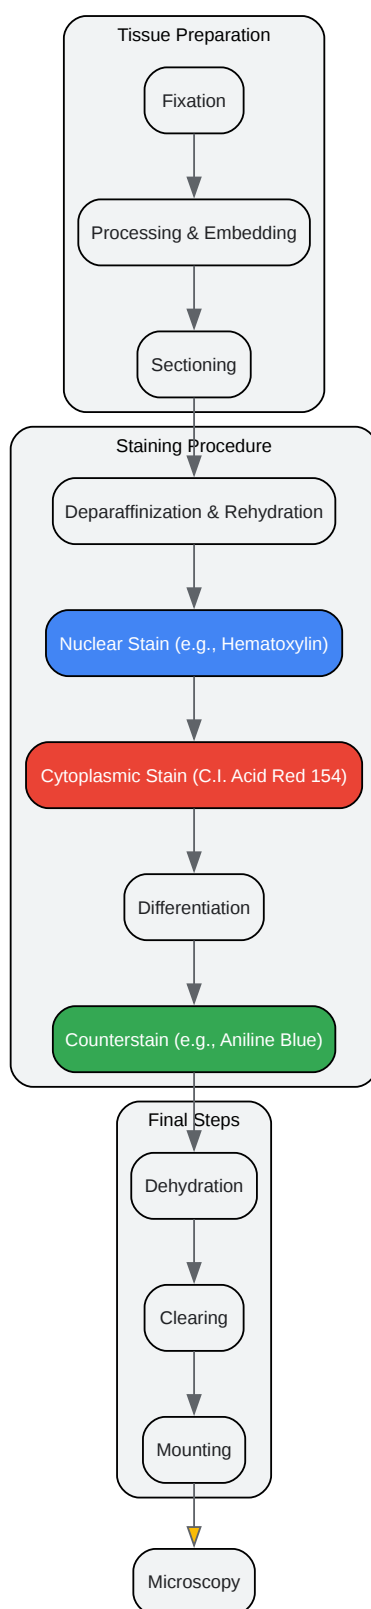 Tissue Preparation
Fixation
Processing & Embedding
Sectioning
Staining Procedure
Deparaffinization & Rehydration
Nuclear Stain (e.g., Hematoxylin)
Cytoplasmic Stain (C.I. Acid Red 154)
Differentiation
Counterstain (e.g., Aniline Blue)
Final Steps
Dehydration
Clearing
Mounting
Microscopy